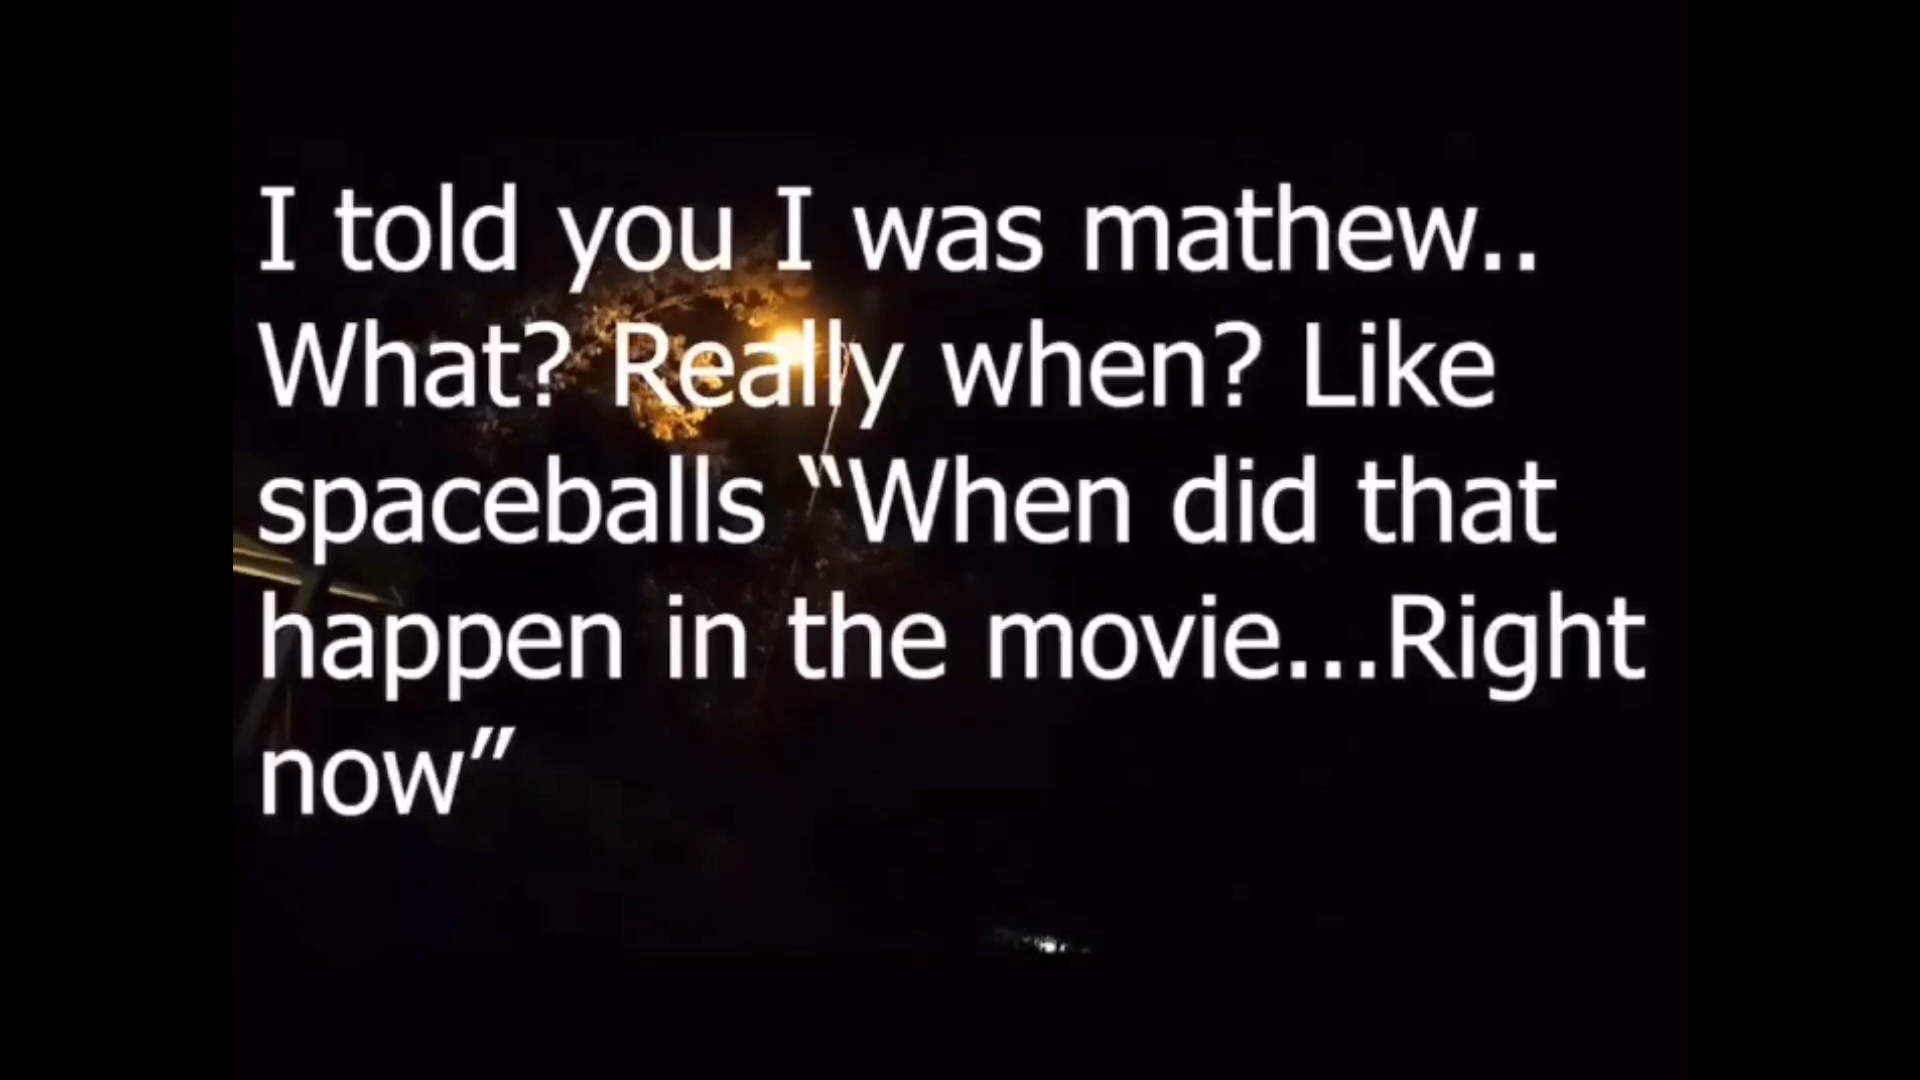 I told you I was mathew..
What? Really when? Like
spaceballs “When did that
happen in the movie...Right
now”